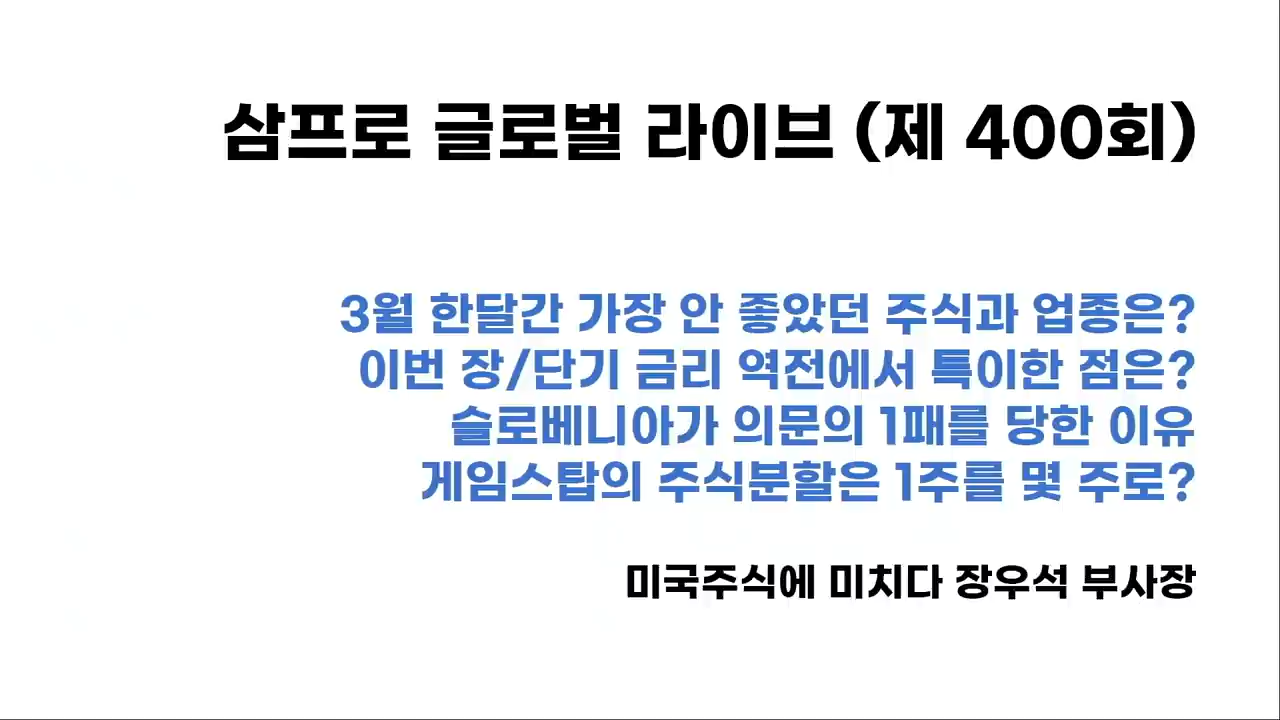 삼프로 글로벌 라이브 (제 400회)
3월 한달간 가장 안 좋았던 주식과 업종은?
이번 장/단기 금리 역전에서 특이한 점은?
슬로베니아가 의문의 1패를 당한 이유
게임스탑의 주식분할은 1주를 몇 주로?
미국주식에 미치다 장우석 부사장